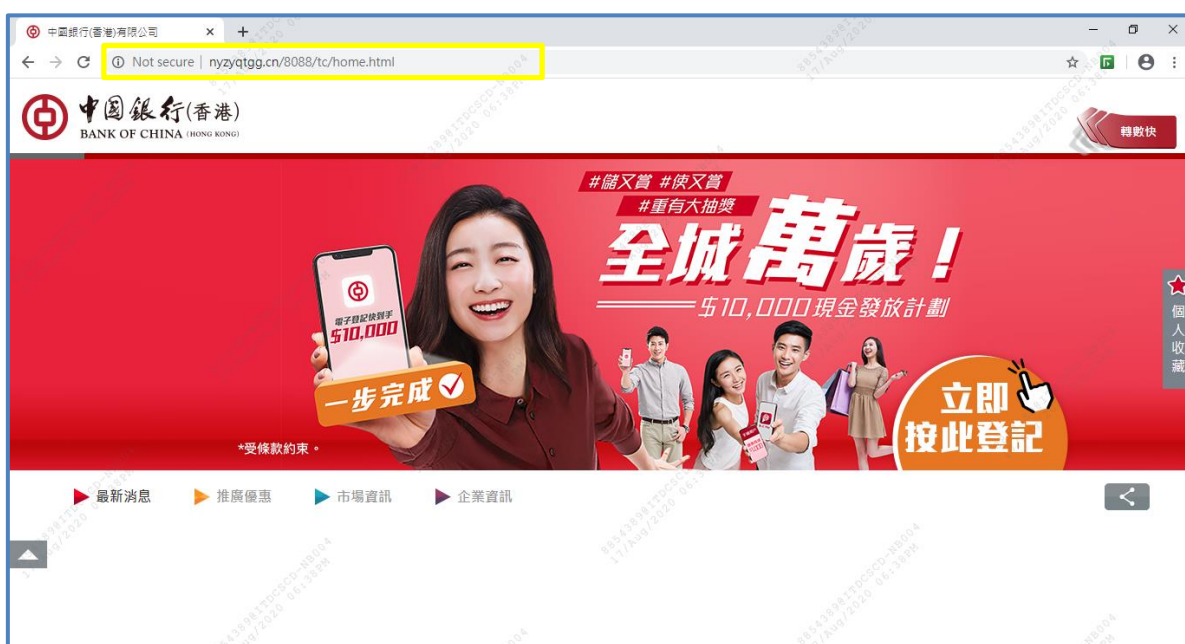 中國銀行(香港)有限公司
Not secure | nyzyqtgg.cn/8088/tc/home.html
中國銀行(香港)
BANK OF CHINA (HONG KONG)
轉數快
#儲又賞 #使又賞
#重有大抽獎
全城萬歲！
$10,000現金發放計劃
電子登記快到手
$10,000
一步完成
立即
按此登記
*受條款約束。
個人收藏
最新消息
推廣優惠
市場資訊
企業資訊